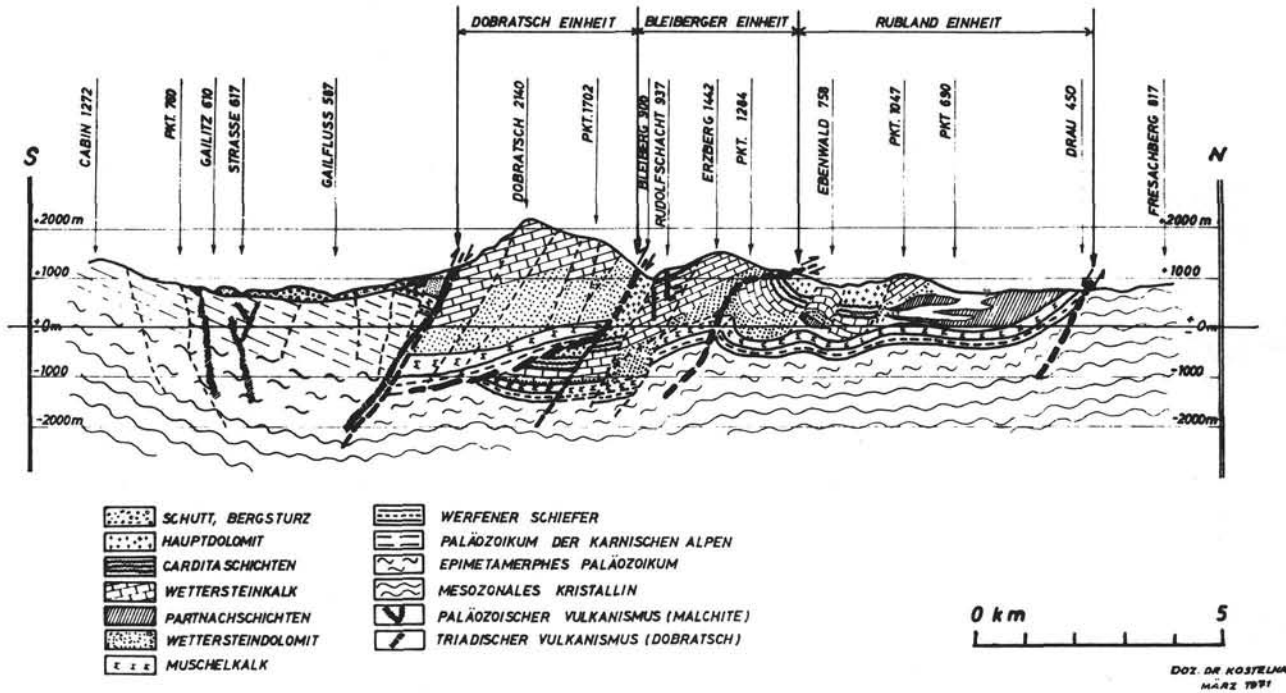 DOBRATSCH EINHEIT
BLEIBERGER EINHEIT
RUBLAND EINHEIT
S
CABIN 1272
PKT. 780
GAILITZ 610
STRASSE 617
GAILFLUSS 587
DOBRATSCH 2140
PKT. 1702
BLEIBERG 900
RUDOLFSCHACHT 937
ERZBERG 1442
PKT. 1284
EBENWALD 758
PKT. 1047
PKT 690
DRAU 450
FRESACHBERG 817
N
+2000 m
+1000
±0m
-1000
-2000m
+2000 m
+1000
±0m
-1000
-2000 m
SCHUTT, BERGSTURZ
HAUPTDOLOMIT
CARDITASCHICHTEN
WETTERSTEINKALK
PARTNACHSCHICHTEN
WETTERSTEINDOLOMIT
MUSCHELKALK
WERFENER SCHIEFER
PALÄOZOIKUM DER KARNISCHEN ALPEN
EPIMETAMERPHES PALÄOZOIKUM
MESOZONALES KRISTALLIN
PALÄOZOISCHER VULKANISMUS (MALCHITE)
TRIADISCHER VULKANISMUS (DOBRATSCH)
0 km 5
DOZ. DR KOSTELKA
MÄRZ 1971